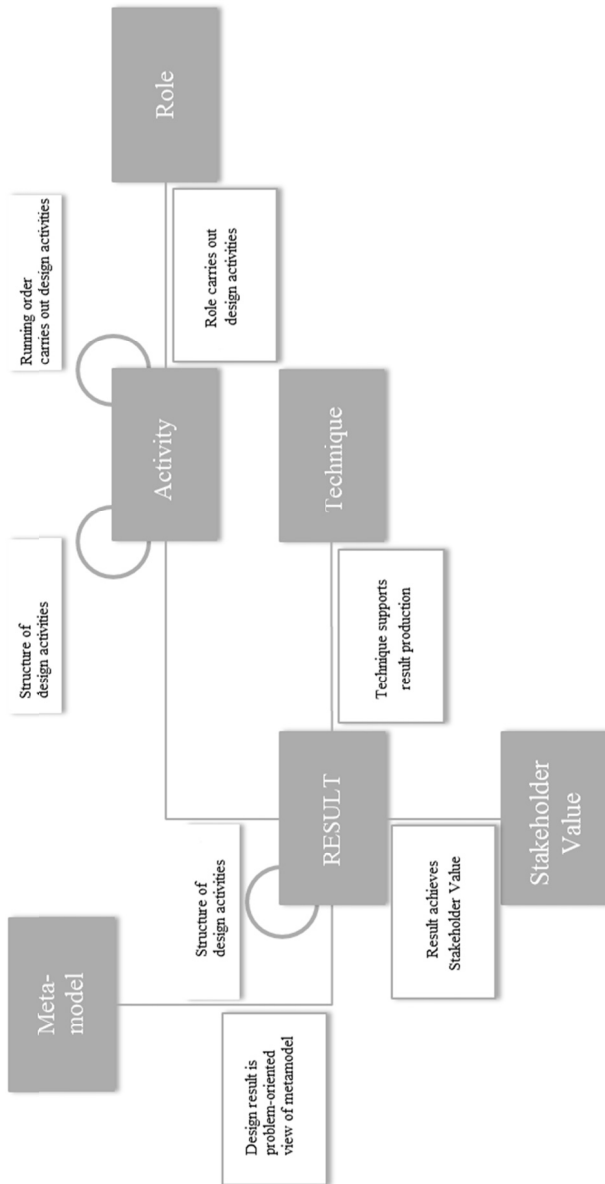 Meta-
model
Design result is
problem-oriented
view of metamodel
Structure of
design activities
RESULT
Result achieves
Stakeholder Value
Stakeholder
Value
Structure of
design activities
Technique supports
result production
Technique
Activity
Running order
carries out design activities
Role carries out
design activities
Role